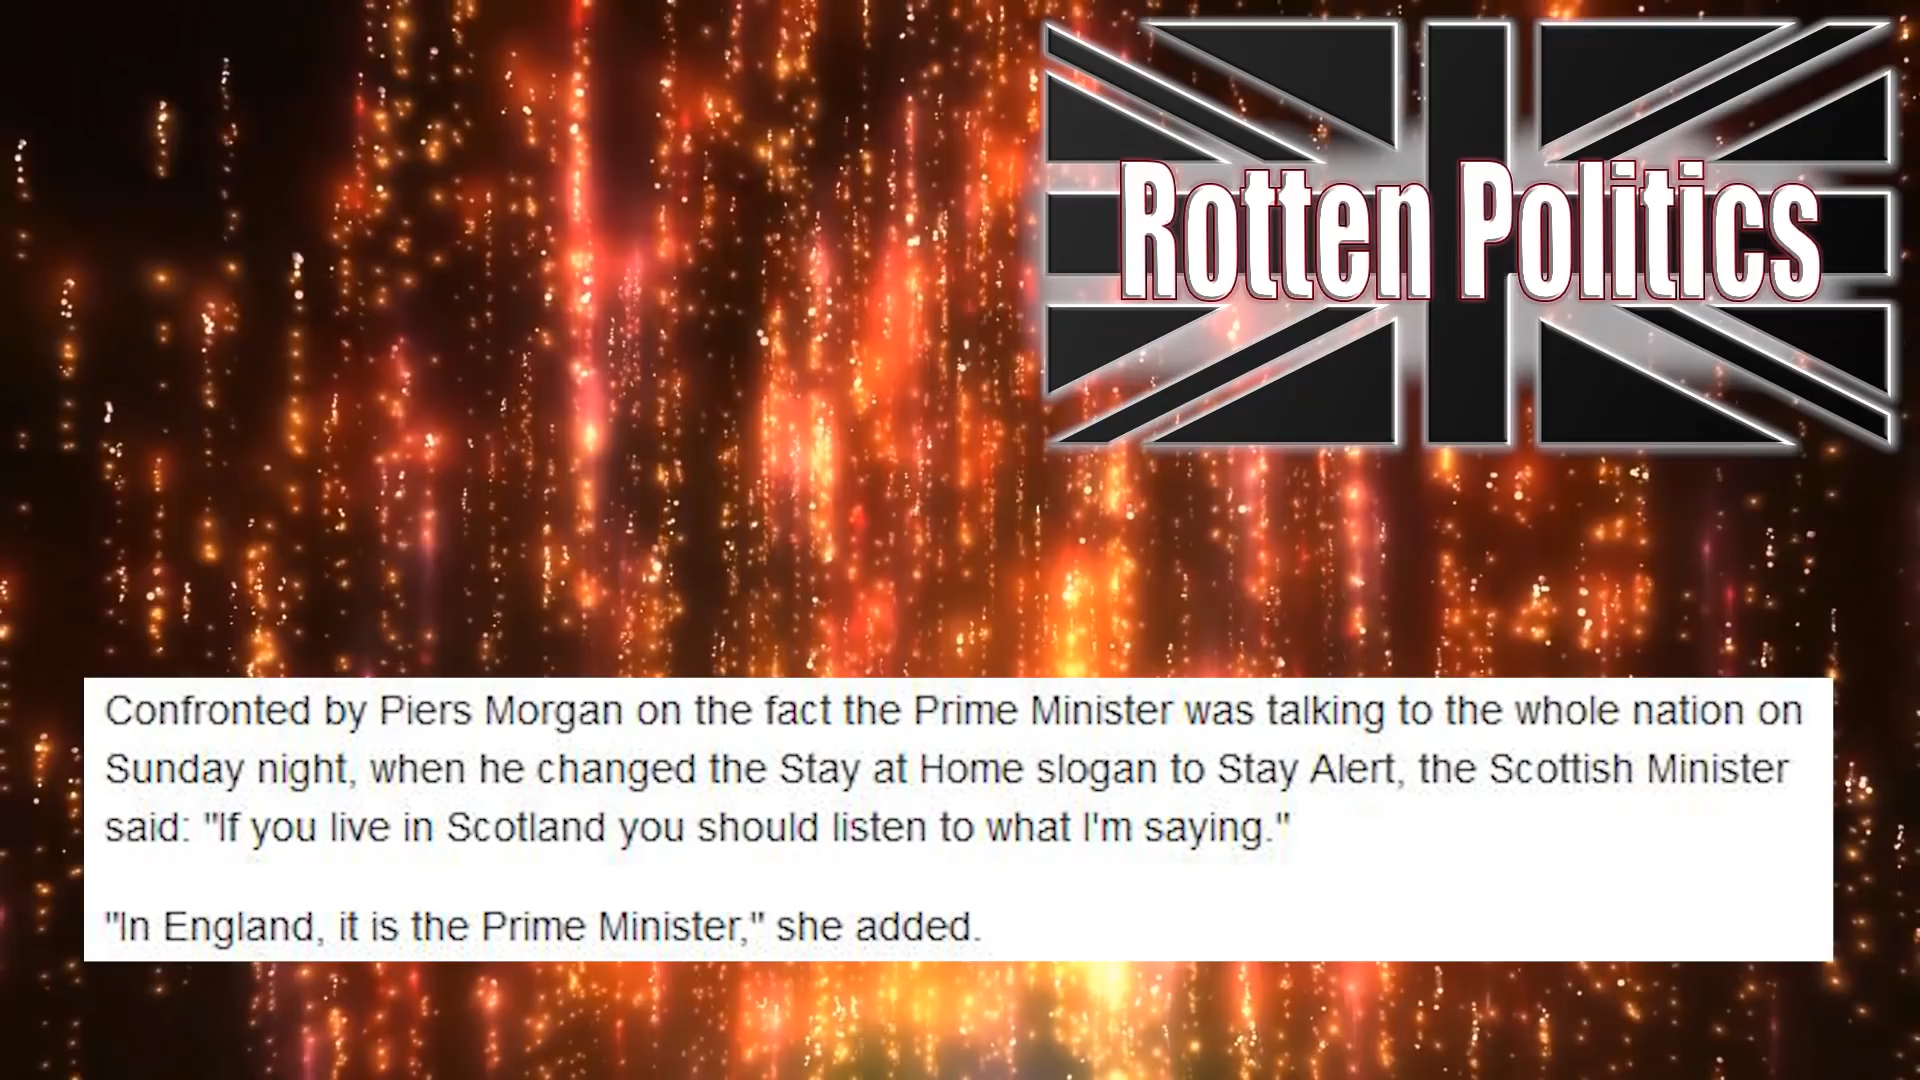 Rotten Politics
Confronted by Piers Morgan on the fact the Prime Minister was talking to the whole nation on
Sunday night, when he changed the Stay at Home slogan to Stay Alert, the Scottish Minister
said: "If you live in Scotland you should listen to what I'm saying."
"In England, it is the Prime Minister," she added.